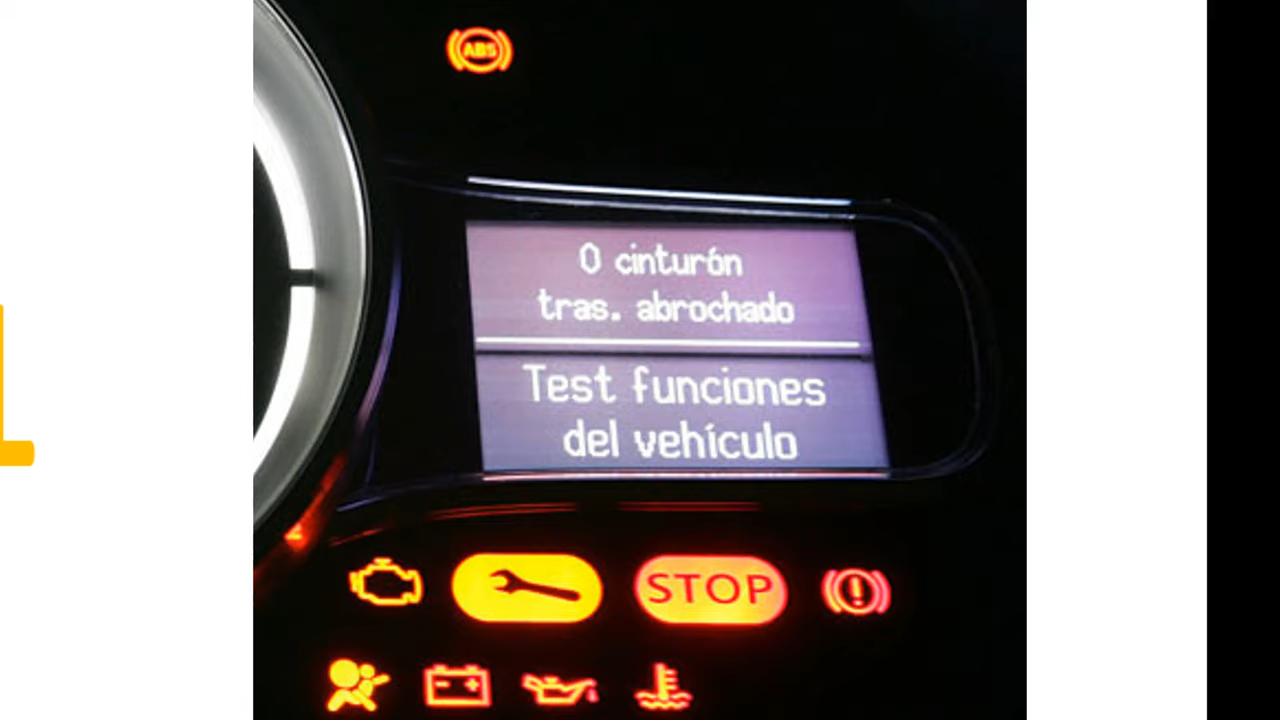 ABS
0 cinturón
tras. abrochado
Test funciones
del vehículo
STOP